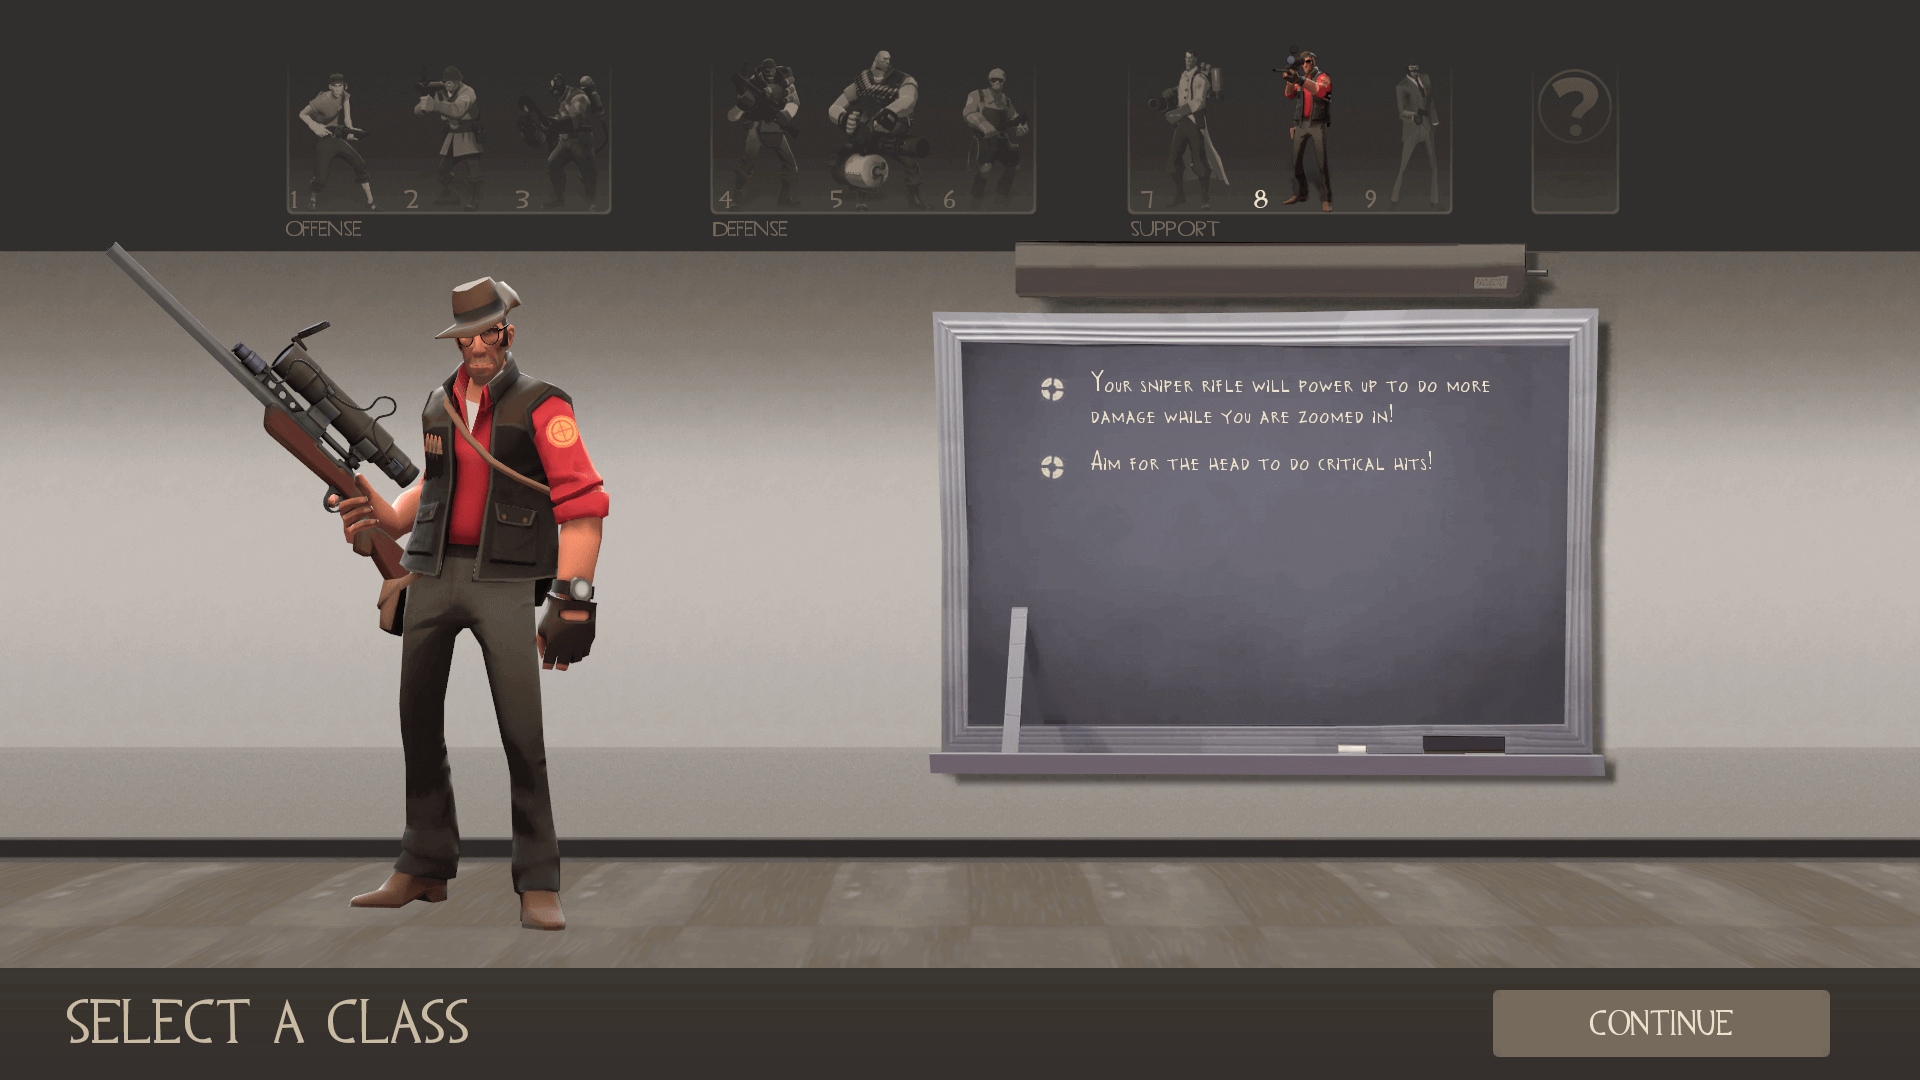 1 2 3
OFFENSE
4 5 6
DEFENSE
7 8 9
SUPPORT
?
YOUR SNIPER RIFLE WILL POWER UP TO DO MORE
DAMAGE WHILE YOU ARE ZOOMED IN!
AIM FOR THE HEAD TO DO CRITICAL HITS!
SELECT A CLASS
CONTINUE